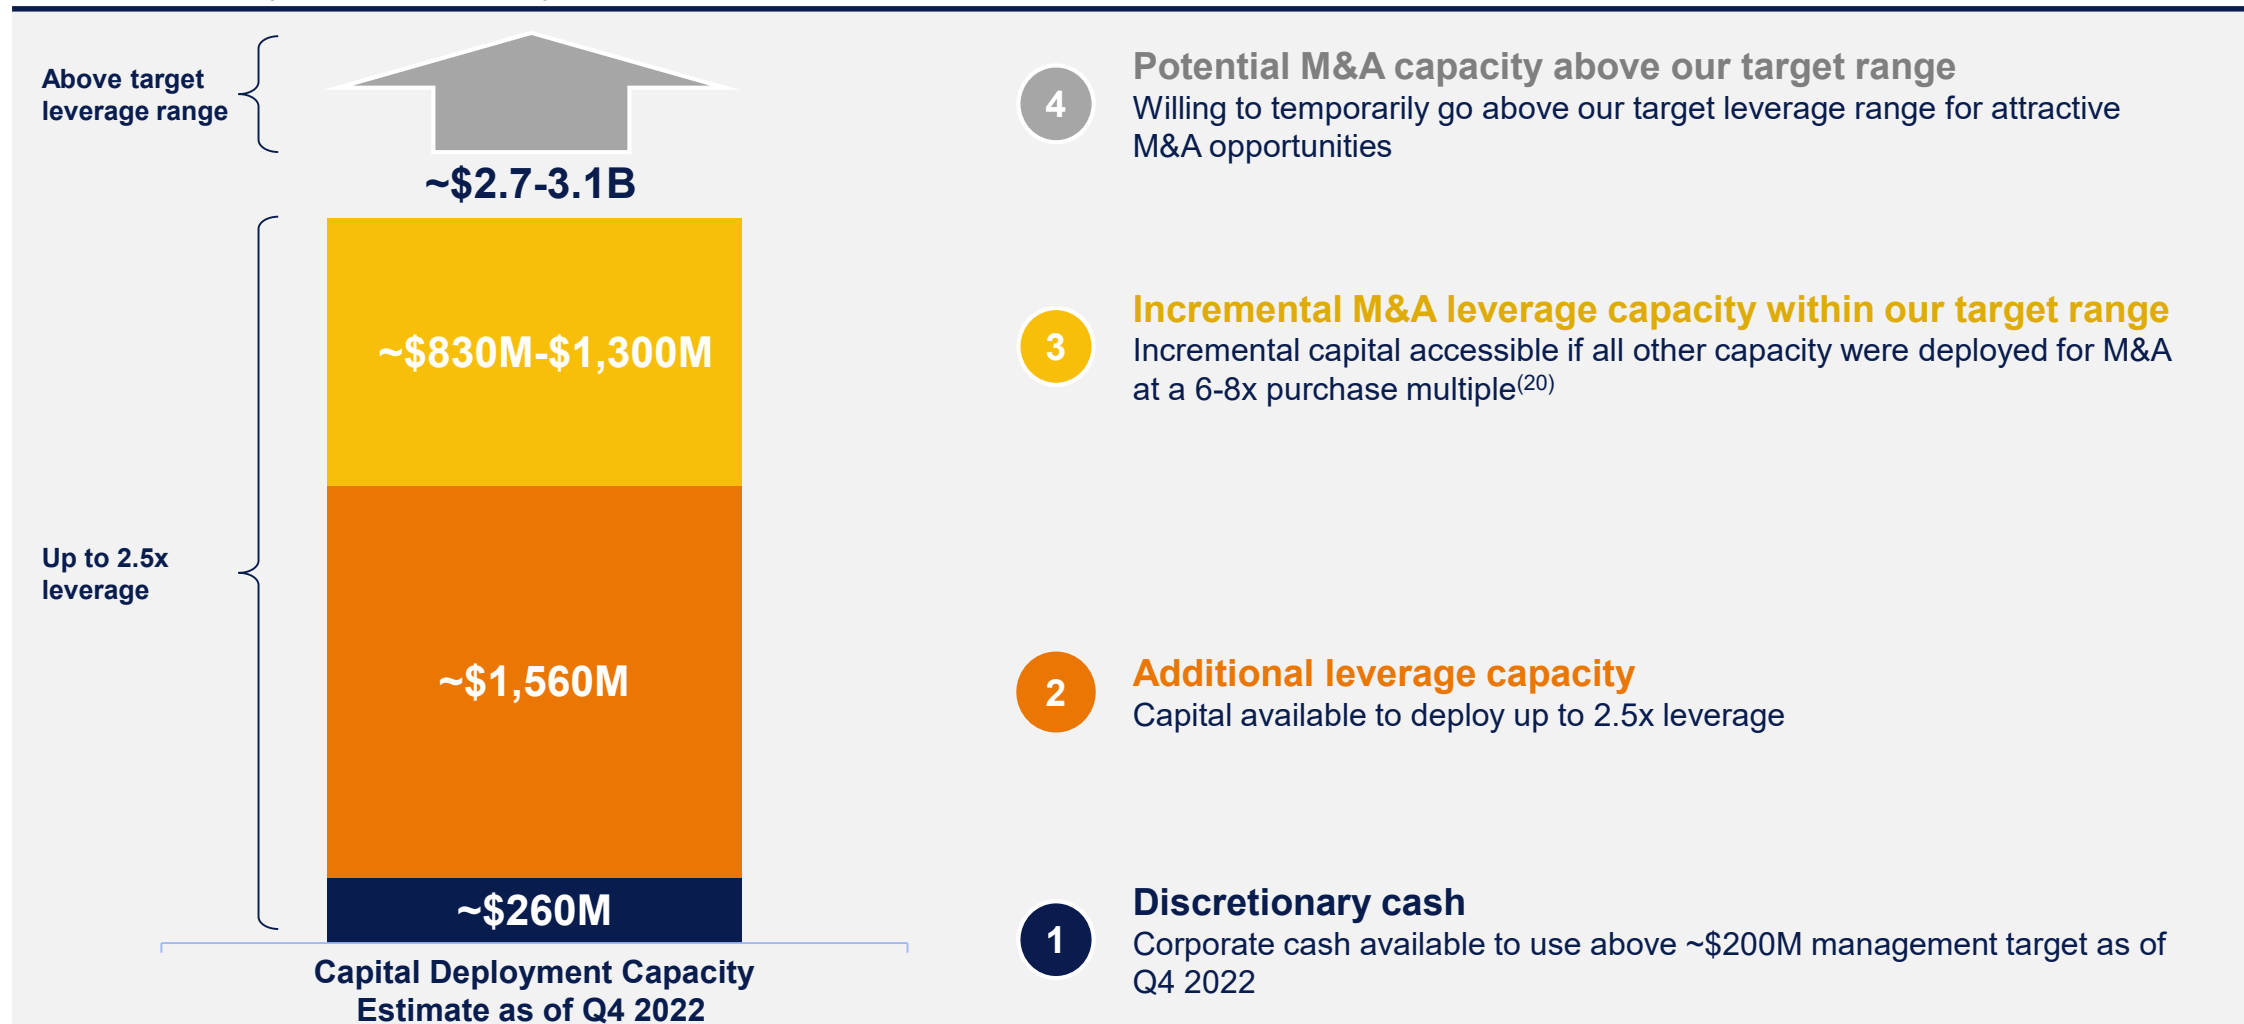 Above target
leverage range
~$2.7-3.1B
~$830M-$1,300M
Up to 2.5x
leverage
~$1,560M
~$260M
Capital Deployment Capacity
Estimate as of Q4 2022
4
Potential M&A capacity above our target range
Willing to temporarily go above our target leverage range for attractive
M&A opportunities
3
Incremental M&A leverage capacity within our target range
Incremental capital accessible if all other capacity were deployed for M&A
at a 6-8x purchase multiple(20)
2
Additional leverage capacity
Capital available to deploy up to 2.5x leverage
1
Discretionary cash
Corporate cash available to use above ~$200M management target as of
Q4 2022